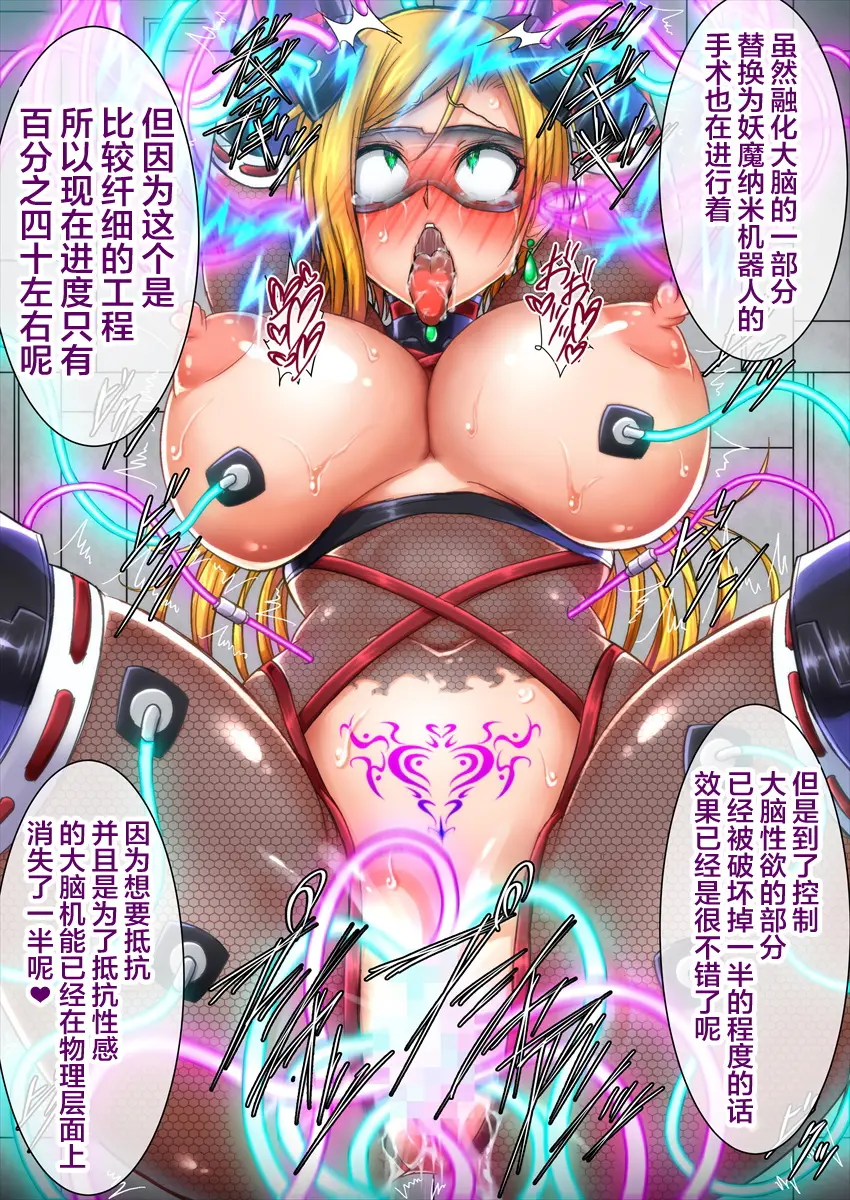 虽然融化大脑的一部分
替换为妖魔纳米机器人的
手术也在进行着
但因为这个是
比较纤细的工程
所以现在进度只有
百分之四十左右呢
但是到了控制
大脑性欲的部分
已经被破坏掉一半的程度的话
效果已经是很不错了呢
因为想要抵抗
并且是为了抵抗性感
的大脑机能已经在物理层面上
消失了一半呢❤